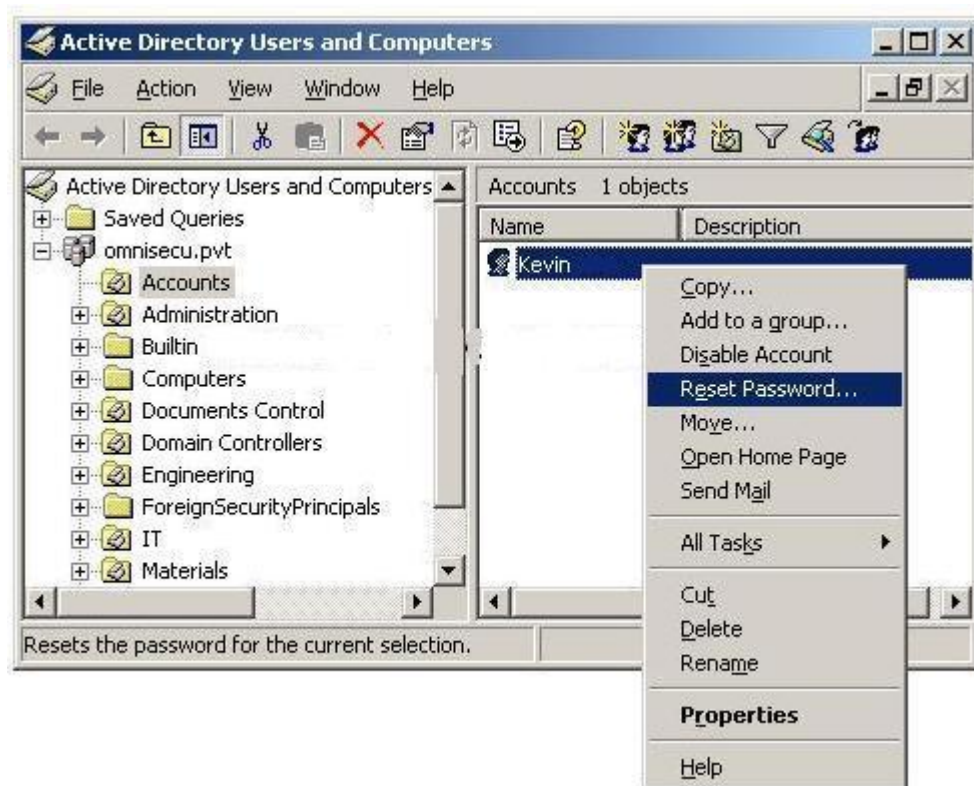 Active Directory Users and Computers
File Action View Window Help
Active Directory Users and Computers
Saved Queries
omnisecu.pvt
Accounts
Administration
Builtin
Computers
Documents Control
Domain Controllers
Engineering
ForeignSecurityPrincipals
IT
Materials
Accounts 1 objects
Name Description
Kevin
Copy...
Add to a group...
Disable Account
Reset Password...
Move...
Open Home Page
Send Mail
All Tasks
Cut
Delete
Rename
Properties
Help
Resets the password for the current selection.